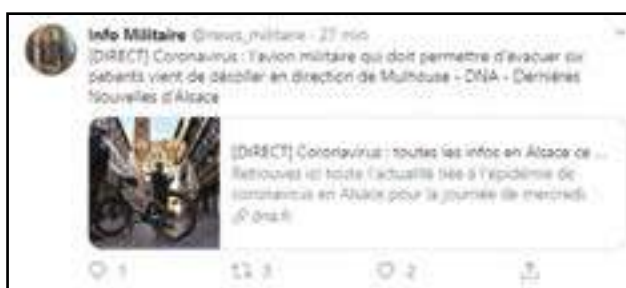 Info Militaire @news_militaire · 27 min
[DIRECT] Coronavirus : l'avion militaire qui doit permettre d'évacuer six
patients vient de décoller en direction de Mulhouse - DNA - Dernières
Nouvelles d'Alsace
[DIRECT] Coronavirus : toutes les infos en Alsace ce ...
Retrouvez ici toute l'actualité liée à l'épidémie de
coronavirus en Alsace pour la journée de mercredi.
dna.fr
1 3 2